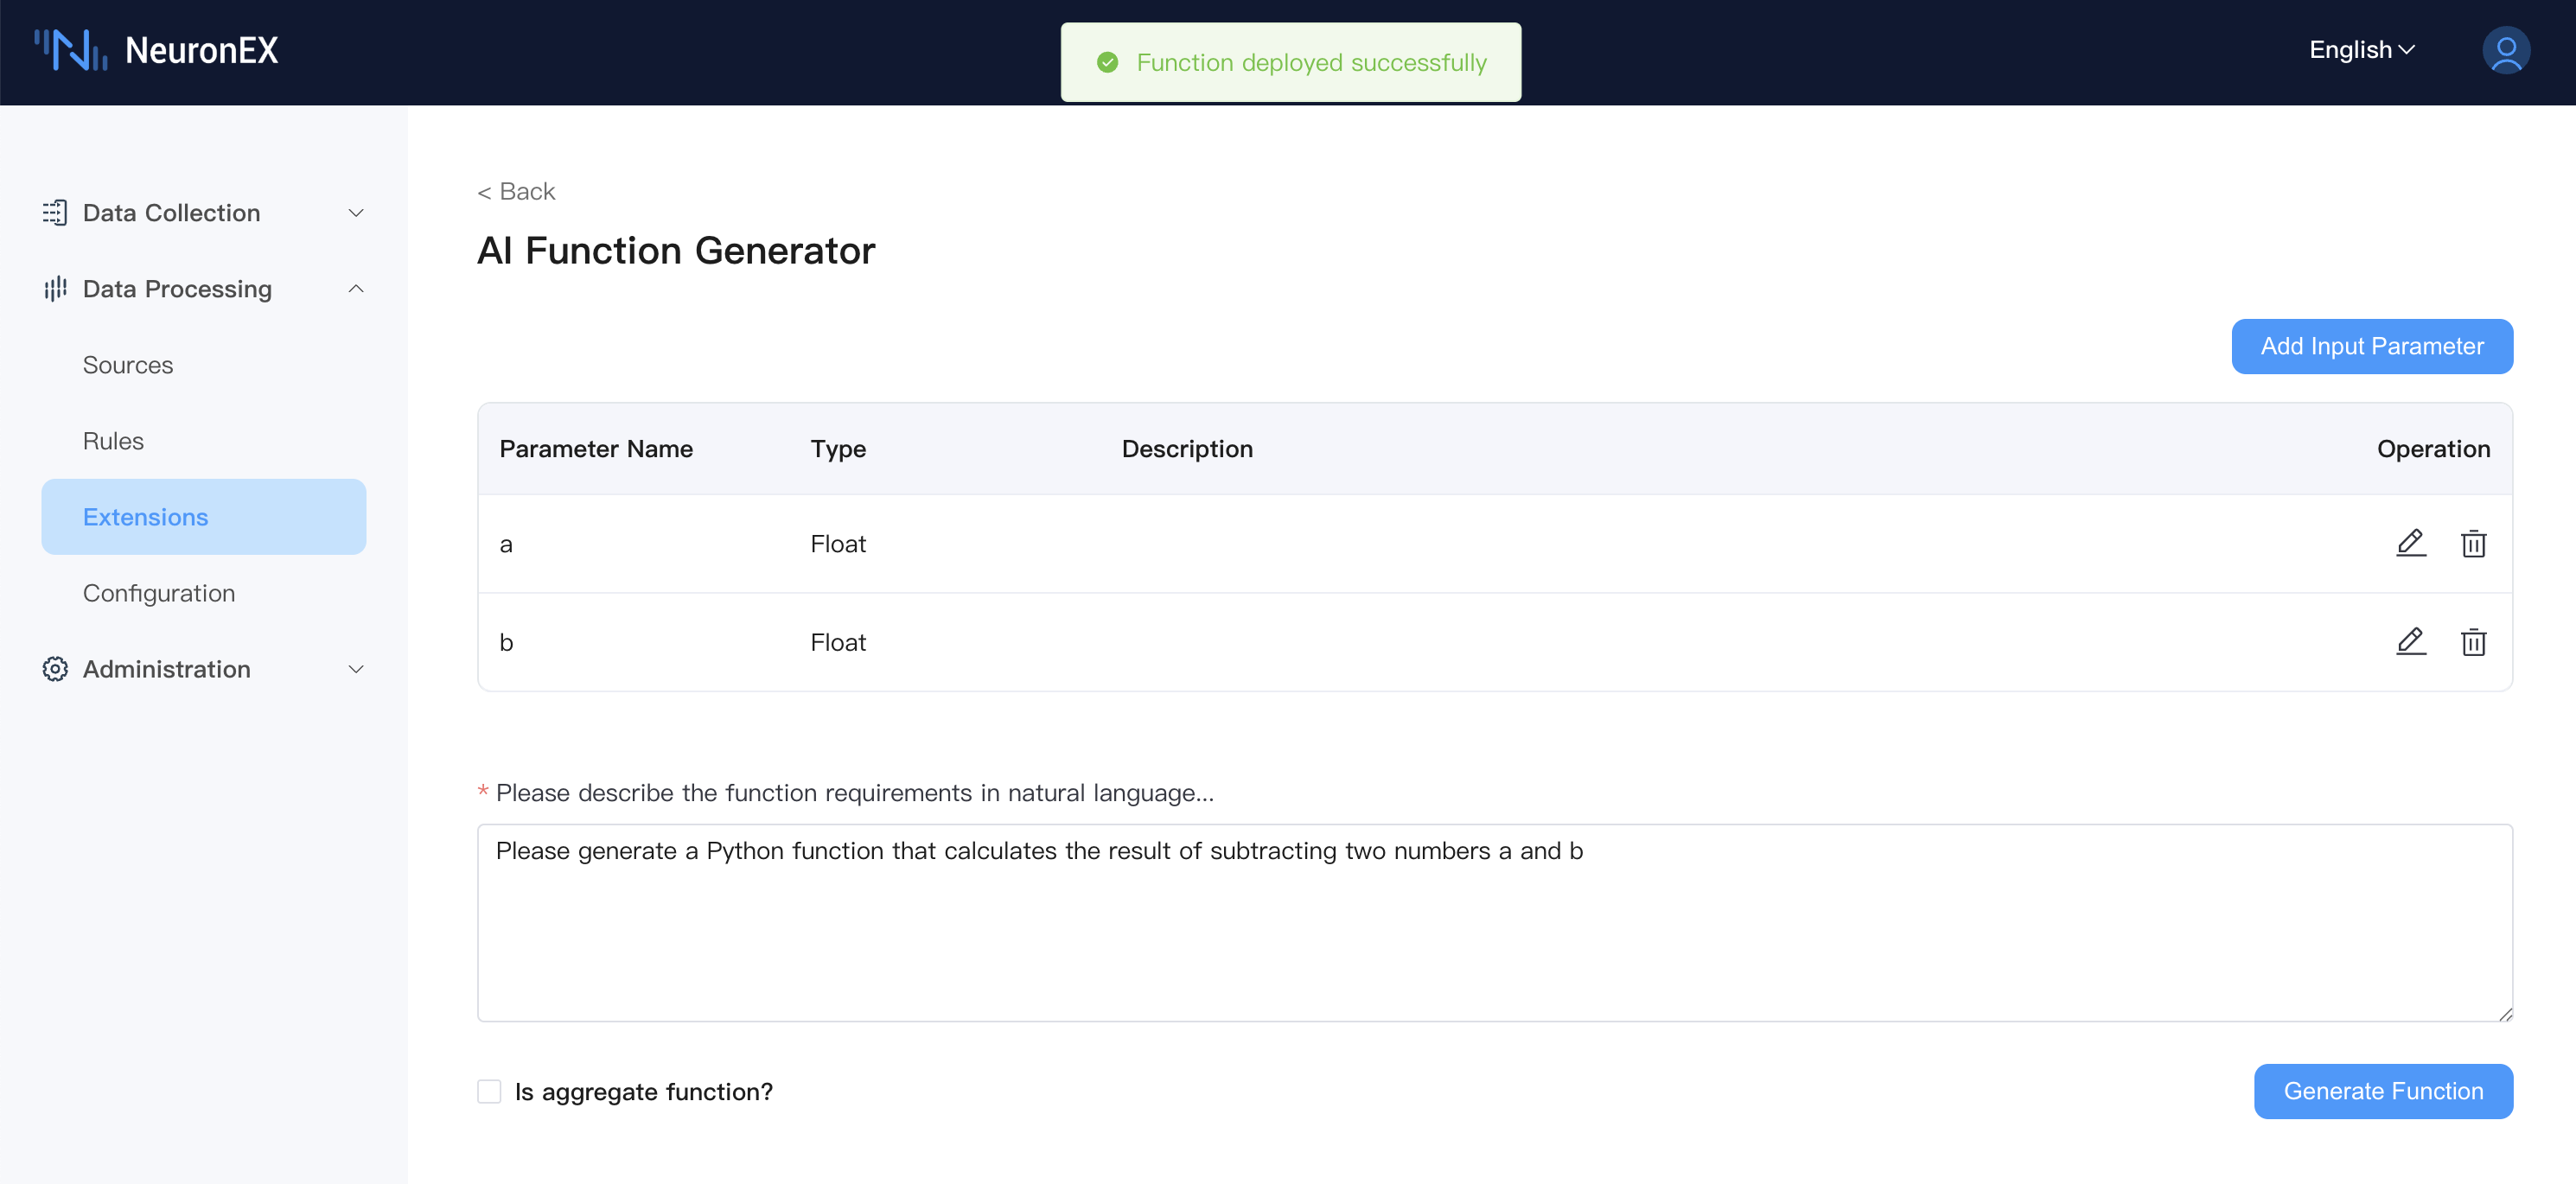 NeuronEX
Function deployed successfully
English
Data Collection
Data Processing
Sources
Rules
Extensions
Configuration
Administration
< Back
AI Function Generator
Add Input Parameter
Parameter Name Type Description Operation
a Float
b Float
* Please describe the function requirements in natural language...
Please generate a Python function that calculates the result of subtracting two numbers a and b
Is aggregate function?
Generate Function